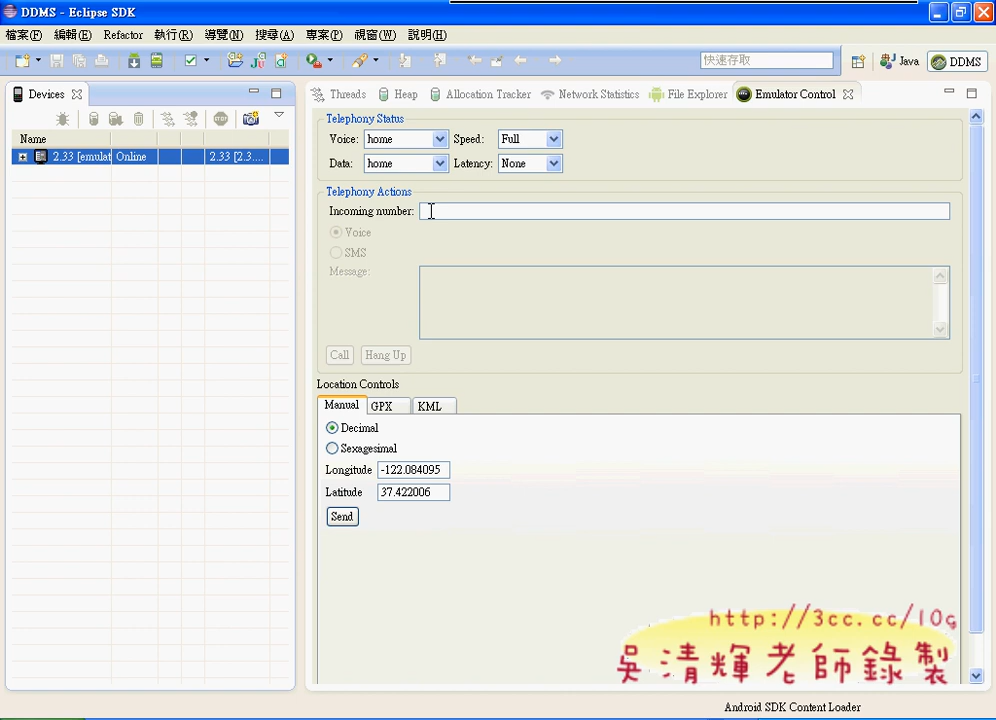 DDMS - Eclipse SDK
檔案(F) 編輯(E) Refactor 執行(R) 導覽(N) 搜尋(A) 專案(P) 視窗(W) 說明(H)
快速存取 Java DDMS
Devices
Name
2.33 [emulat Online 2.33 [2.3...
Threads Heap Allocation Tracker Network Statistics File Explorer Emulator Control
Telephony Status
Voice: home Speed: Full
Data: home Latency: None
Telephony Actions
Incoming number:
Voice
SMS
Message:
Call Hang Up
Location Controls
Manual GPX KML
Decimal
Sexagesimal
Longitude -122.084095
Latitude 37.422006
Send
http://3cc.cc/10g
吳清輝老師錄製
Android SDK Content Loader